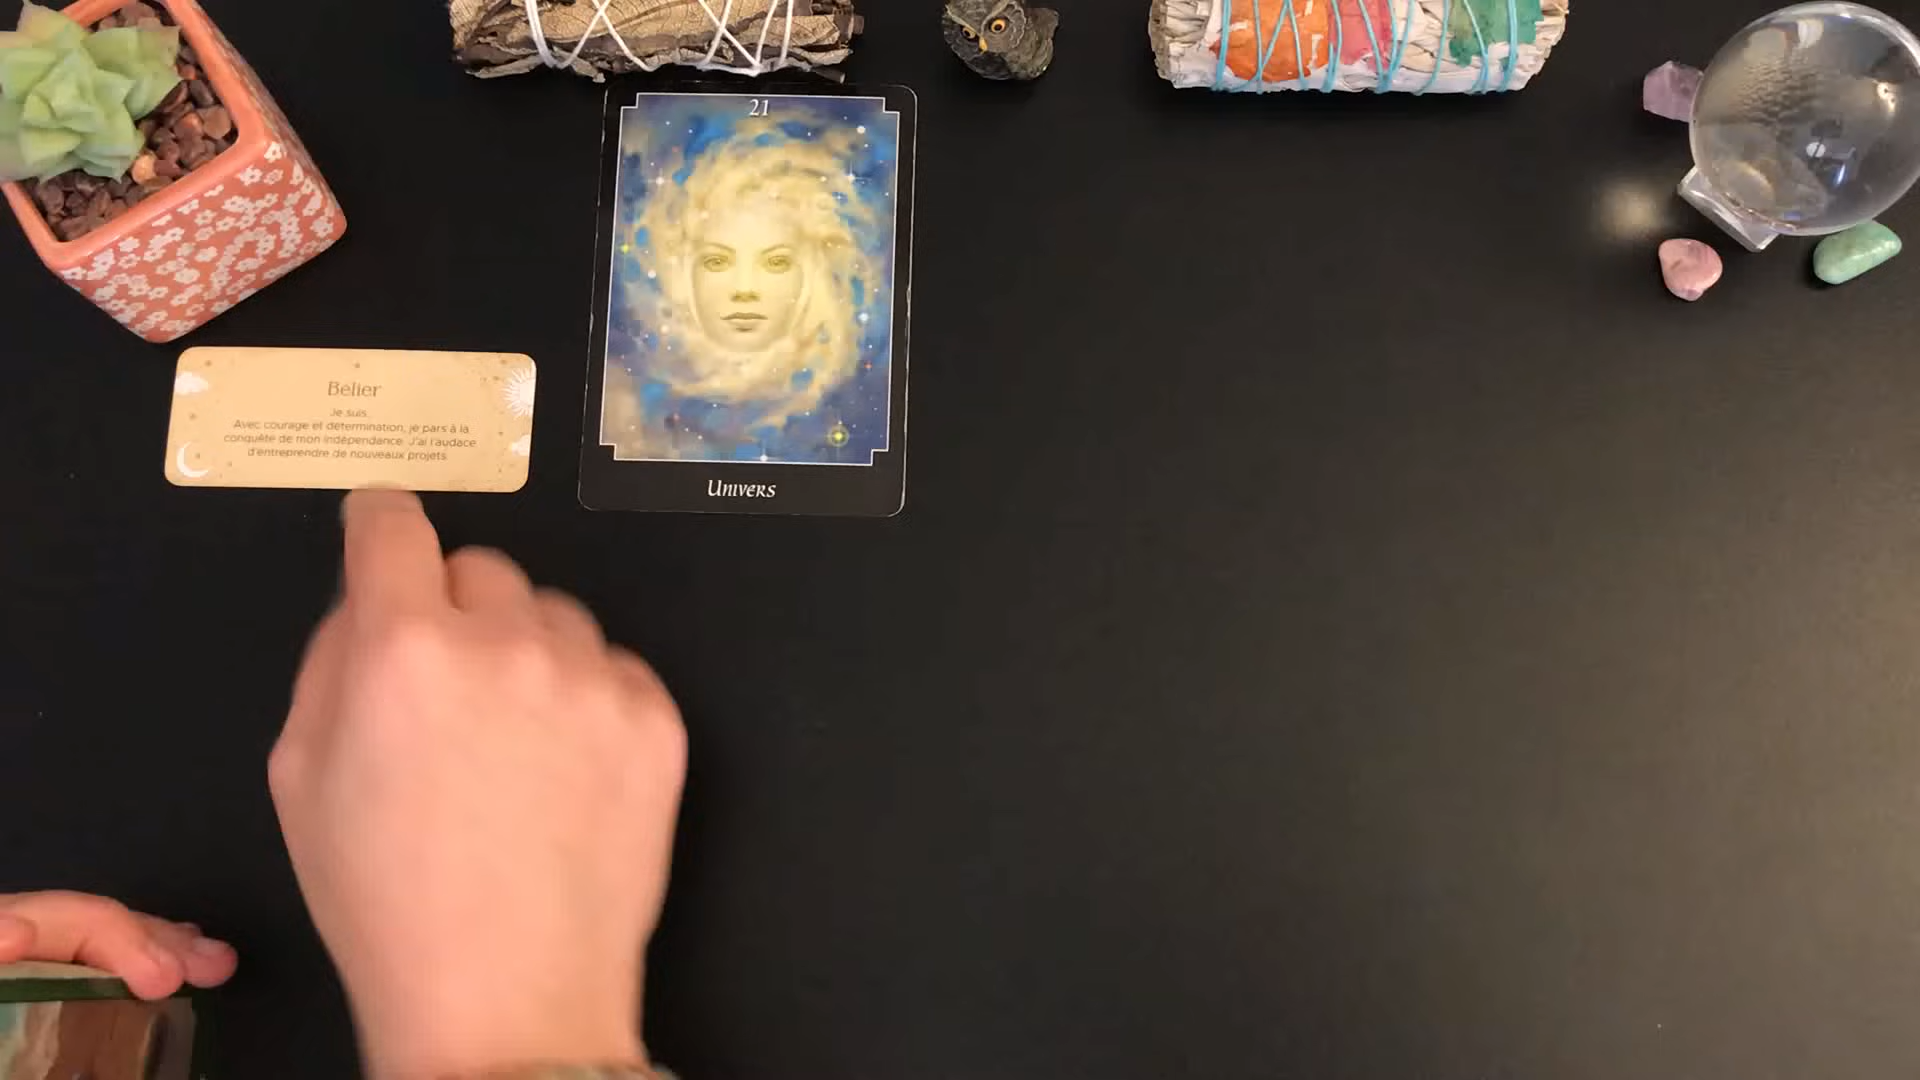 21
Univers
Belier
Je suis...
Avec courage et détermination, je pars à la
conquête de mon indépendance. J'ai l'audace
d'entreprendre de nouveaux projets.